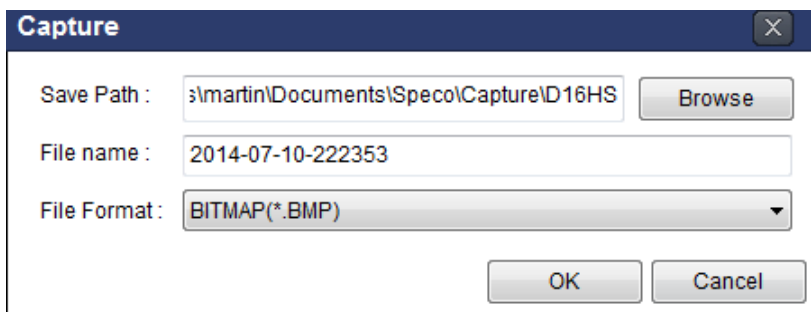 Capture
Save Path : s\martin\Documents\Speco\Capture\D16HS Browse
File name : 2014-07-10-222353
File Format : BITMAP(*.BMP)
OK Cancel